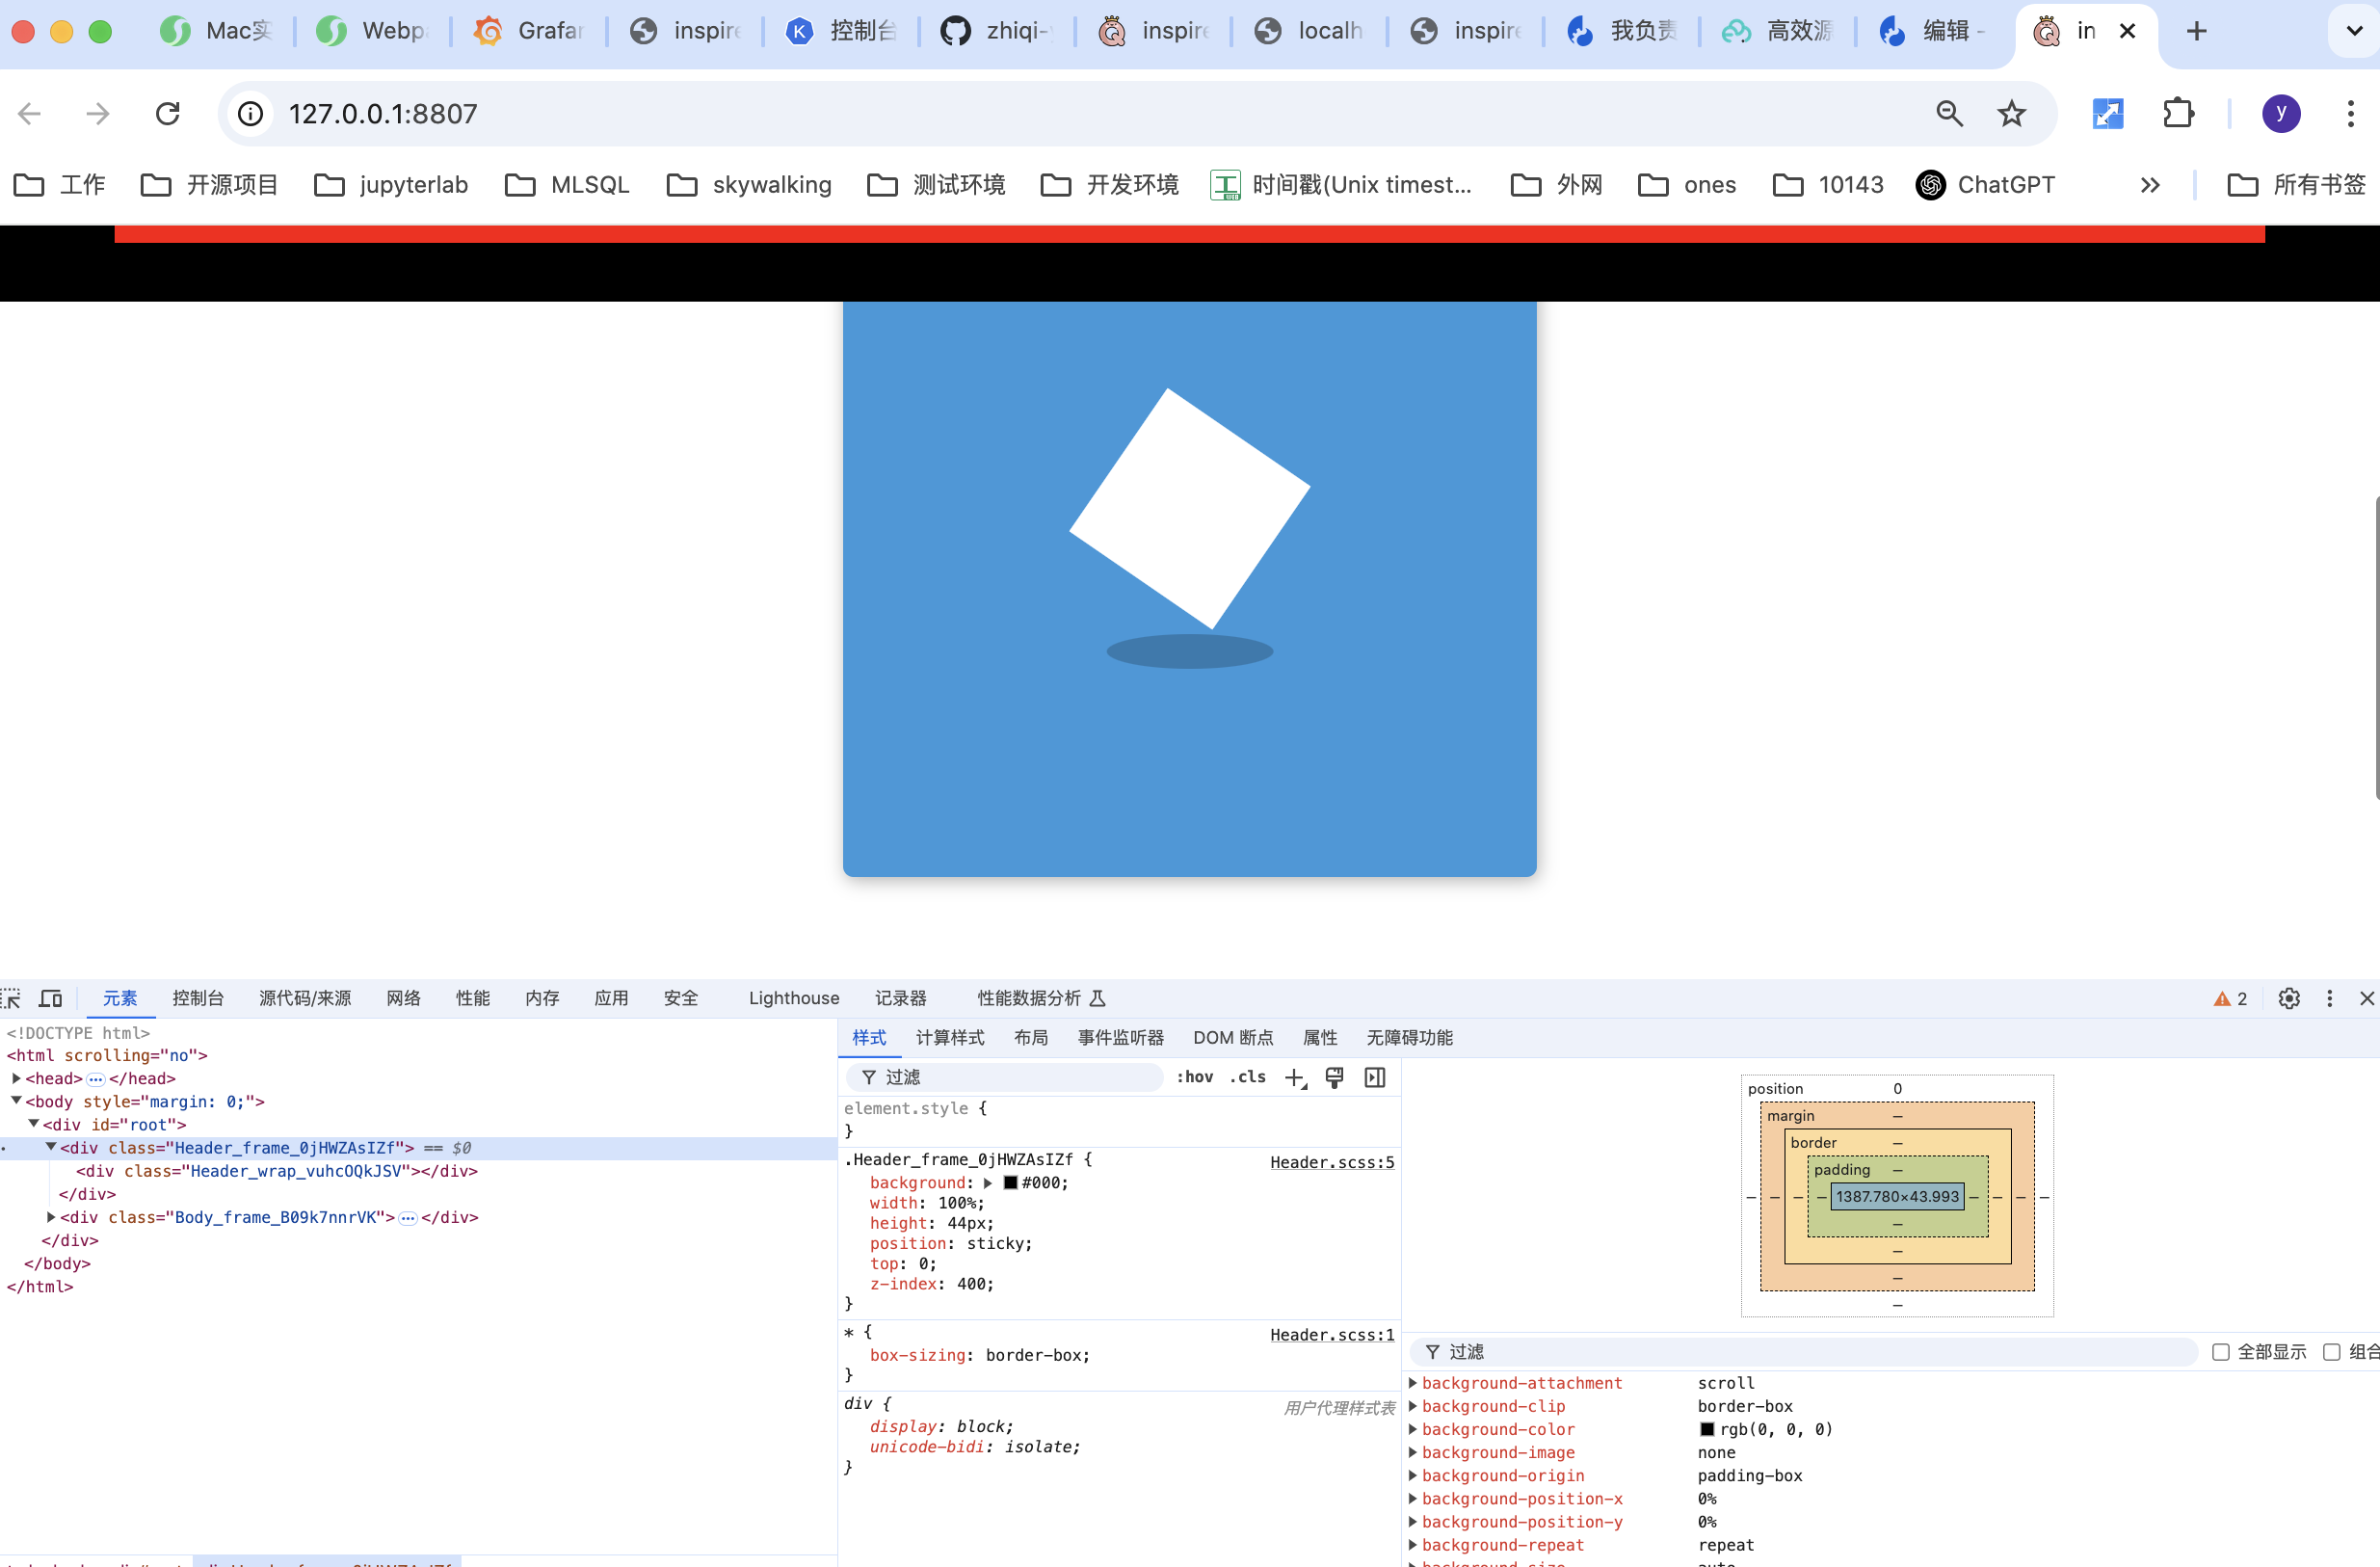 Mac实
Webp
Grafar
inspire
控制台
zhiqi-
inspire
localh
inspire
我负责
高效源
编辑 -
in
127.0.0.1:8807
y
工作
开源项目
jupyterlab
MLSQL
skywalking
测试环境
开发环境
时间戳(Unix timest...
外网
ones
10143
ChatGPT
所有书签
元素 控制台 源代码/来源 网络 性能 内存 应用 安全 Lighthouse 记录器 性能数据分析
2
<!DOCTYPE html>
<html scrolling="no">
<head> ••• </head>
<body style="margin: 0;">
<div id="root">
<div class="Header_frame_0jHWZAsIZf"> == $0
<div class="Header_wrap_vuhcOQkJSV"></div>
</div>
<div class="Body_frame_B09k7nnrVK"> ••• </div>
</div>
</body>
</html>
样式 计算样式 布局 事件监听器 DOM 断点 属性 无障碍功能
过滤
:hov .cls
element.style {
}
.Header_frame_0jHWZAsIZf {
Header.scss:5
background: #000;
width: 100%;
height: 44px;
position: sticky;
top: 0;
z-index: 400;
}
* {
Header.scss:1
box-sizing: border-box;
}
div {
用户代理样式表
display: block;
unicode-bidi: isolate;
}
position 0
margin –
border –
padding –
1387.780×43.993
过滤
全部显示
组合
background-attachment scroll
background-clip border-box
background-color rgb(0, 0, 0)
background-image none
background-origin padding-box
background-position-x 0%
background-position-y 0%
background-repeat repeat